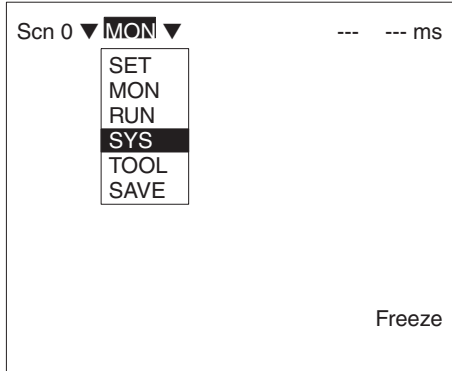 Scn 0 ▼ MON ▼ --- --- ms
SET
MON
RUN
SYS
TOOL
SAVE
Freeze